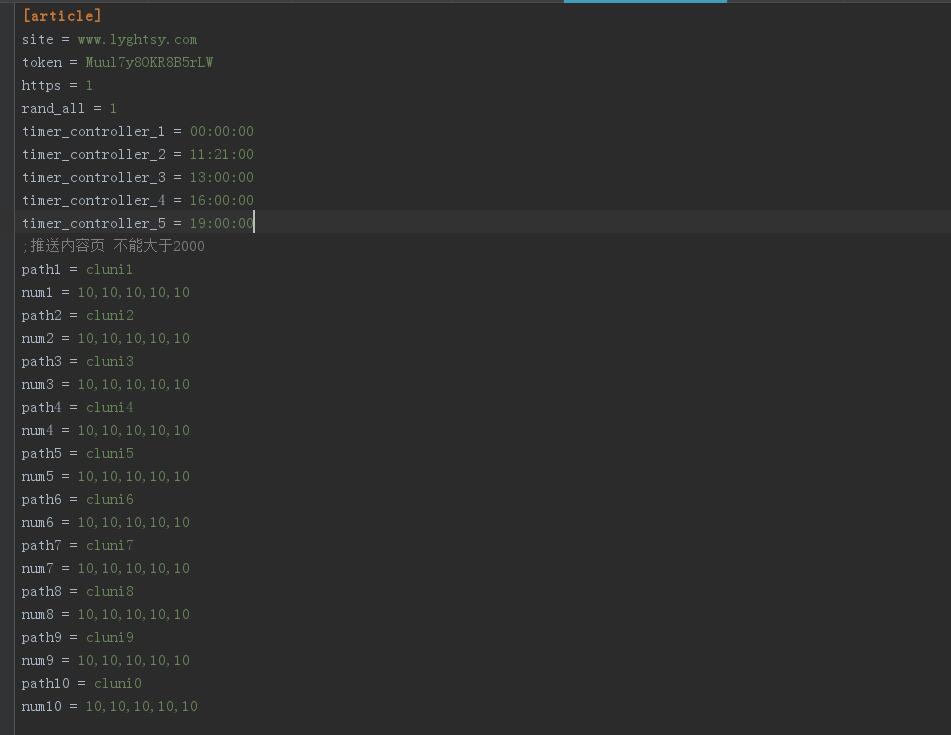 [article]
site = www.lyghtsy.com
token = Muul7y8OKR8B5rLW
https = 1
rand_all = 1
timer_controller_1 = 00:00:00
timer_controller_2 = 11:21:00
timer_controller_3 = 13:00:00
timer_controller_4 = 16:00:00
timer_controller_5 = 19:00:00
;推送内容页 不能大于2000
path1 = cluni1
num1 = 10,10,10,10,10
path2 = cluni2
num2 = 10,10,10,10,10
path3 = cluni3
num3 = 10,10,10,10,10
path4 = cluni4
num4 = 10,10,10,10,10
path5 = cluni5
num5 = 10,10,10,10,10
path6 = cluni6
num6 = 10,10,10,10,10
path7 = cluni7
num7 = 10,10,10,10,10
path8 = cluni8
num8 = 10,10,10,10,10
path9 = cluni9
num9 = 10,10,10,10,10
path10 = cluni0
num10 = 10,10,10,10,10